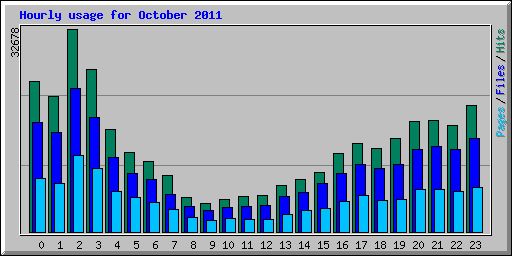 Hourly usage for October 2011
32678
Pages/Files/Hits
0 1 2 3 4 5 6 7 8 9 10 11 12 13 14 15 16 17 18 19 20 21 22 23